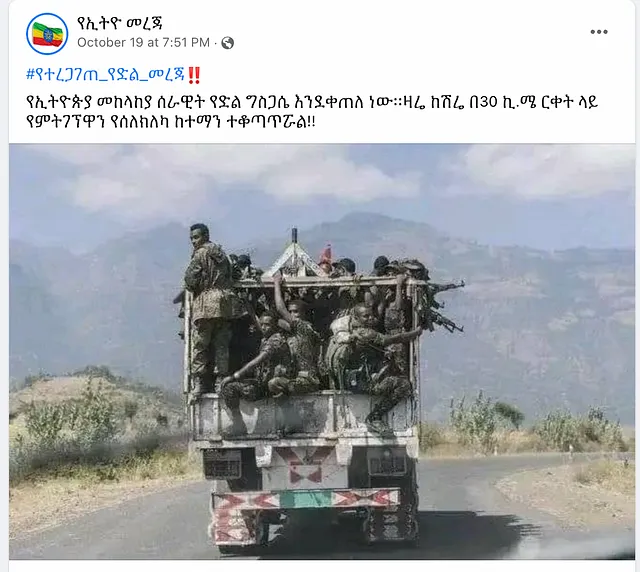 የኢትዮ መረጃ
October 19 at 7:51 PM ·
#የተረጋገጠ_የድል_መረጃ‼️
የኢትዮጵያ መከላከያ ሰራዊት የድል ግስጋሴ እንደቀጠለ ነው።ዛሬ ከሽሬ በ30 ኪ.ሜ ርቀት ላይ
የምትገኘዋን የሰለክለካ ከተማን ተቆጣጥሯል!!